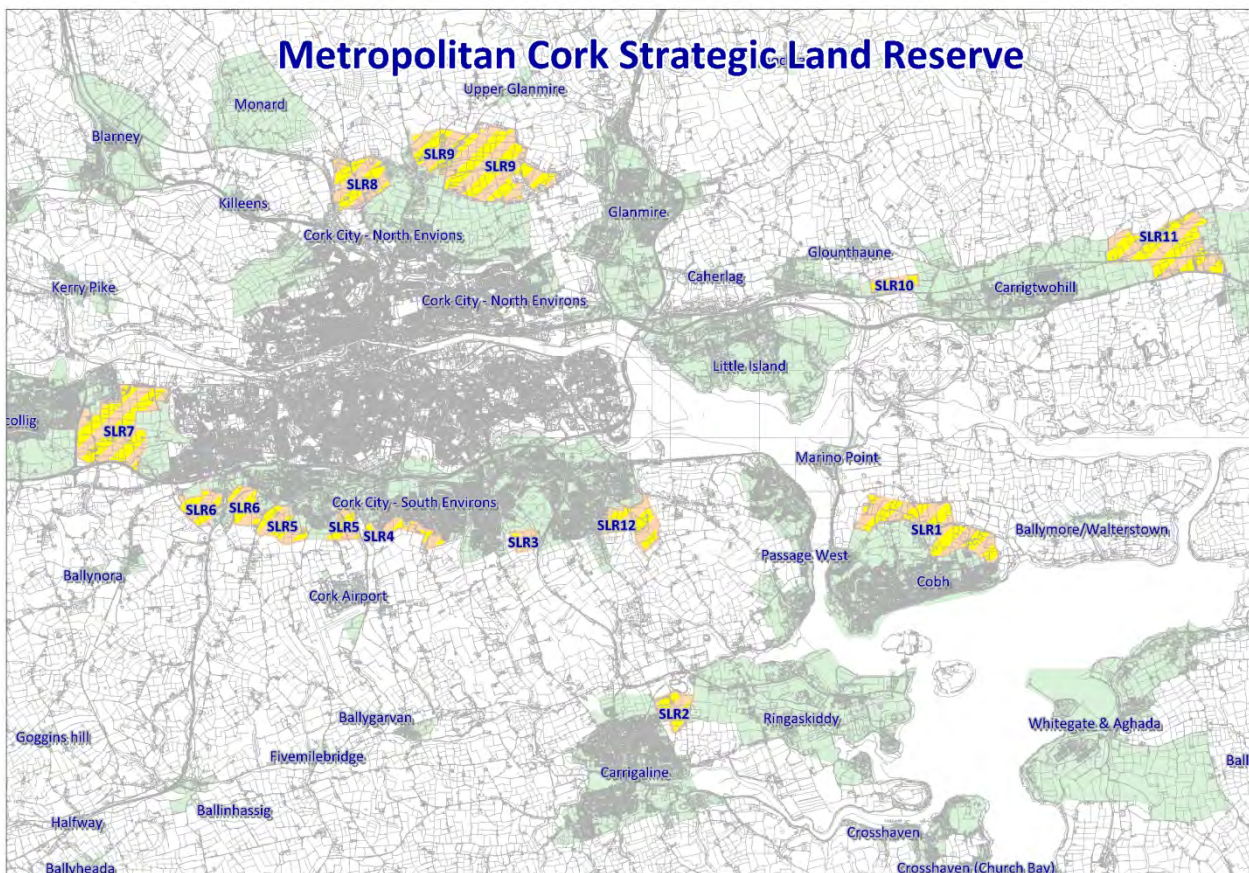 Metropolitan Cork Strategic Land Reserve
Upper Glanmire
Monard
Blarney
SLR9
SLR9
SLR8
Killeens
Glanmire
Cork City - North Envions
SLR11
Glounthaune
Caherlag
SLR10
Carrigtwohill
Kerry Pike
Cork City - North Environs
Little Island
collig
SLR7
Marino Point
SLR6
SLR6
SLR5
SLR5
SLR4
Cork City - South Environs
SLR3
SLR12
SLR1
Ballymore/Walterstown
Passage West
Ballynora
Cobh
Cork Airport
SLR2
Ballygarvan
Ringaskiddy
Whitegate & Aghada
Goggins hill
Fivemilebridge
Ball
Carrigaline
Ballinhassig
Halfway
Crosshaven
Ballyheada
Crosshaven (Church Bay)